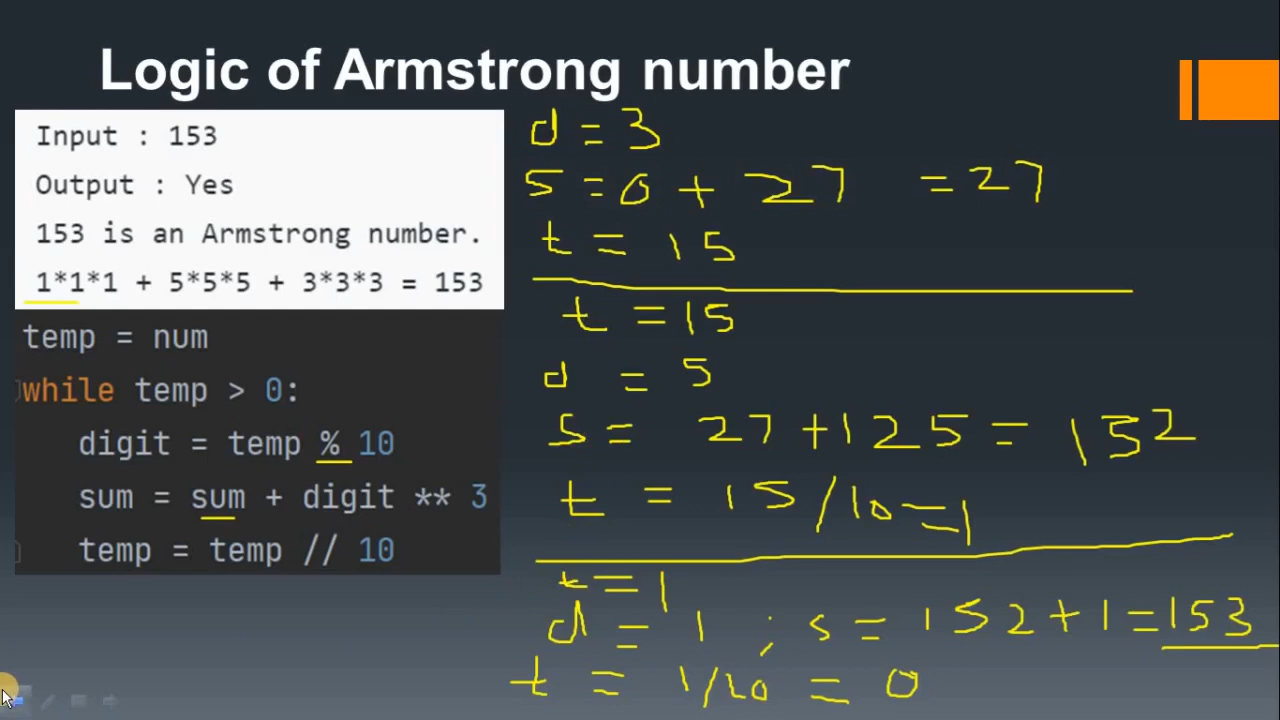 Logic of Armstrong number
Input : 153
Output : Yes
153 is an Armstrong number.
1*1*1 + 5*5*5 + 3*3*3 = 153
temp = num
while temp > 0:
digit = temp % 10
sum = sum + digit ** 3
temp = temp // 10
d = 3
S = 0 + 27 = 27
t = 15
t = 15
d = 5
S = 27 + 125 = 152
t = 15/10 = 1
t = 1
d = 1 ; s = 152 + 1 = 153
t = 1/10 = 0